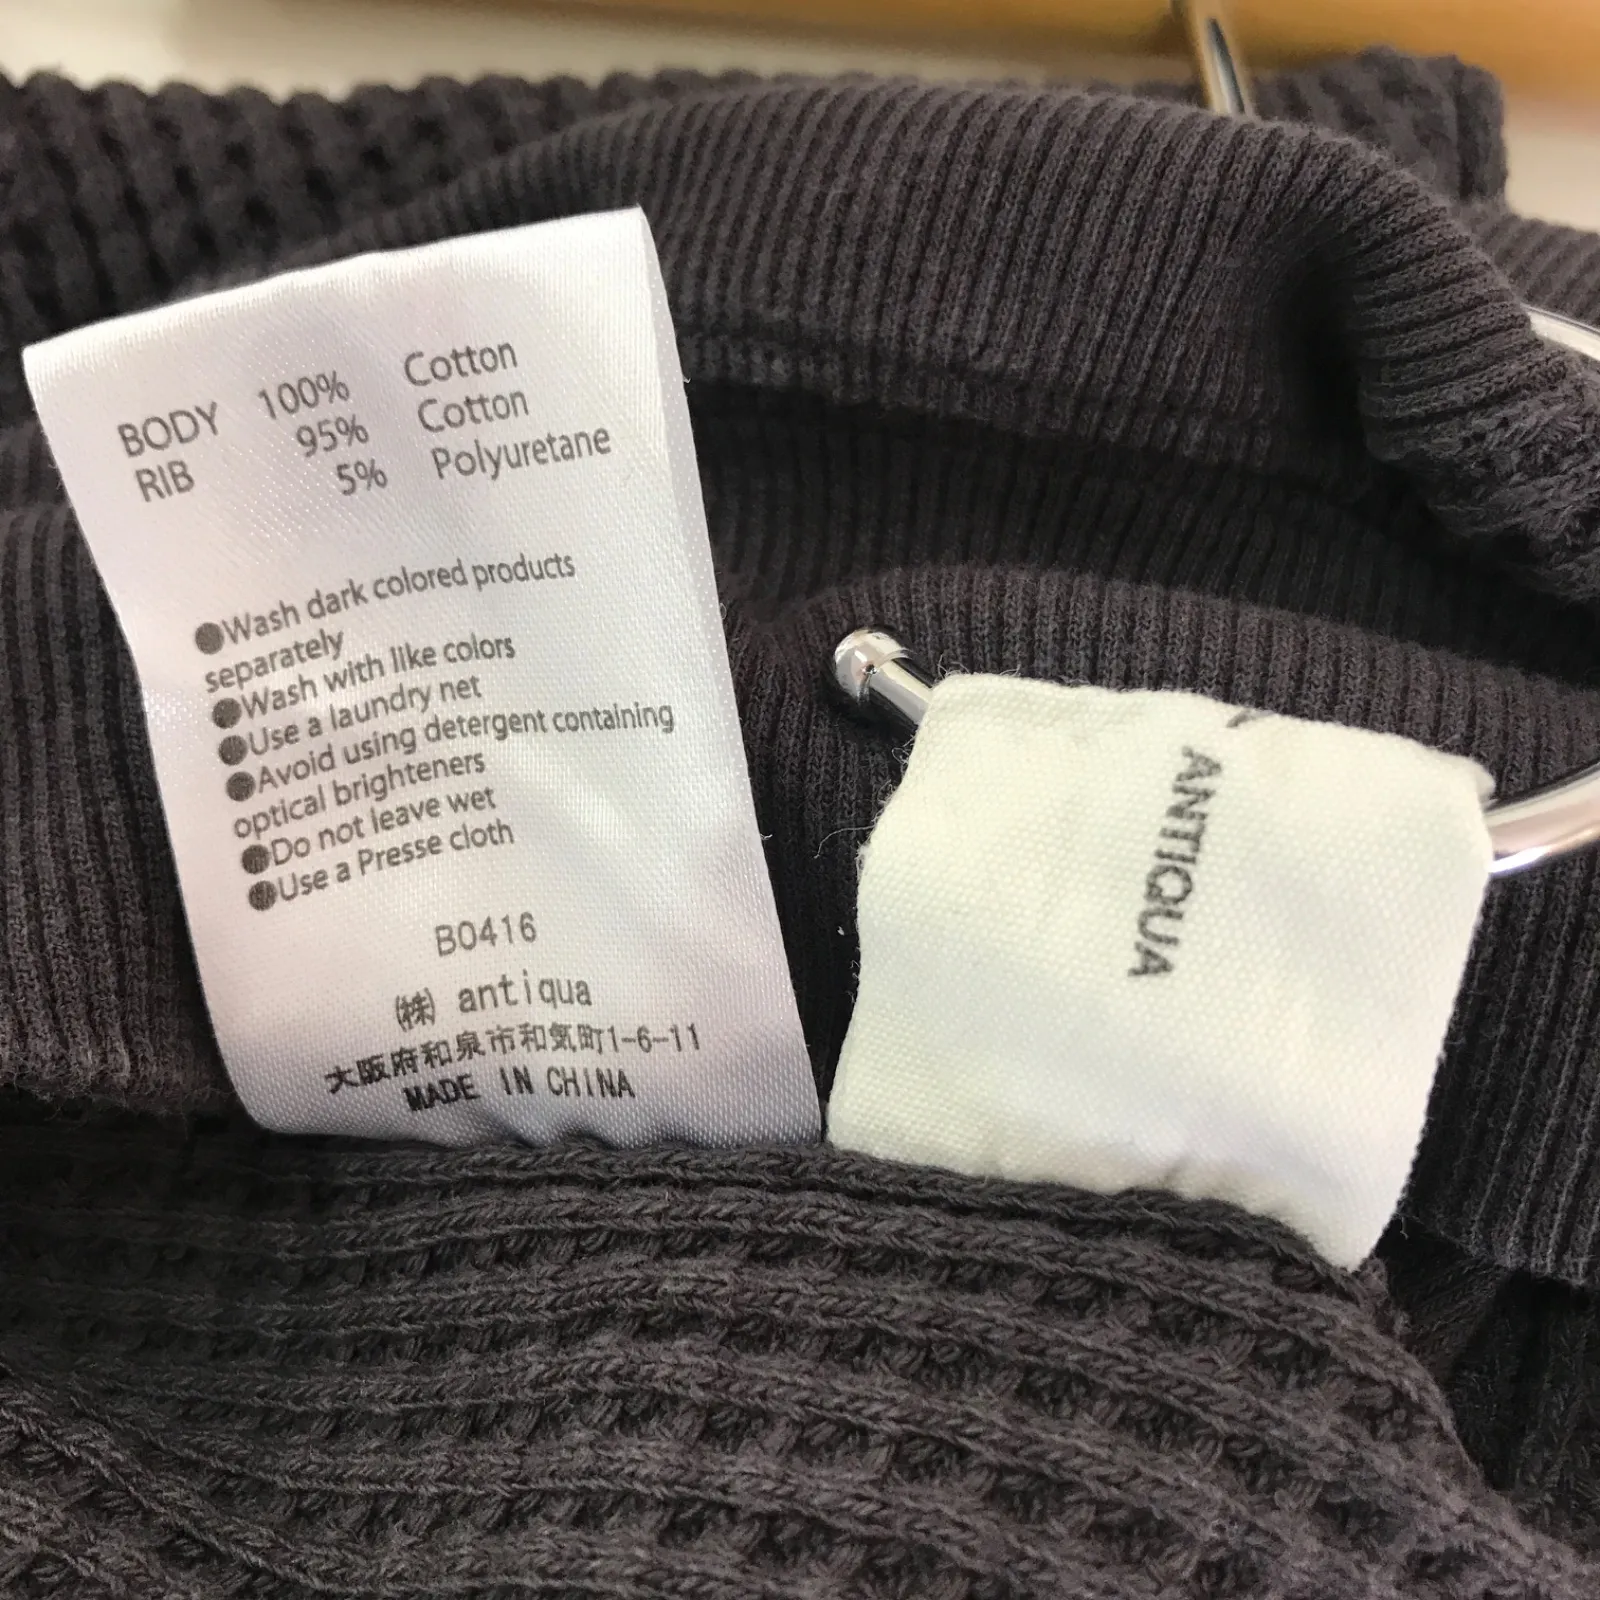 BODY 100% Cotton
RIB 95% Cotton
5% Polyuretane
●Wash dark colored products
separately
●Wash with like colors
●Use a laundry net
●Avoid using detergent containing
optical brighteners
●Do not leave wet
●Use a Presse cloth
B0416
㈱ antiqua
大阪府和泉市和気町1-6-11
MADE IN CHINA
ANTIQUA